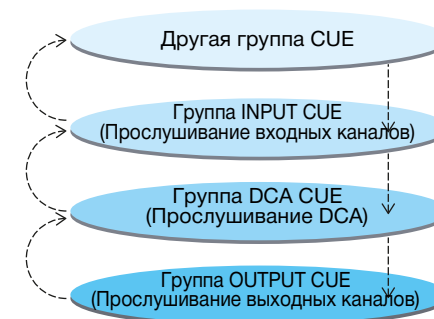 Другая группа CUE
Группа INPUT CUE
(Прослушивание входных каналов)
Группа DCA CUE
(Прослушивание DCA)
Группа OUTPUT CUE
(Прослушивание выходных каналов)